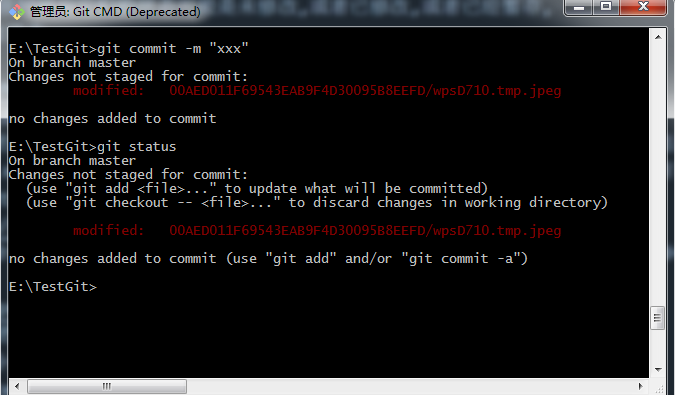 管理员: Git CMD (Deprecated)
E:\TestGit>git commit -m "xxx"
On branch master
Changes not staged for commit:
modified:   00AED011F69543EAB9F4D30095B8EEFD/wpsD710.tmp.jpeg
no changes added to commit
E:\TestGit>git status
On branch master
Changes not staged for commit:
(use "git add <file>..." to update what will be committed)
(use "git checkout -- <file>..." to discard changes in working directory)
modified:   00AED011F69543EAB9F4D30095B8EEFD/wpsD710.tmp.jpeg
no changes added to commit (use "git add" and/or "git commit -a")
E:\TestGit>